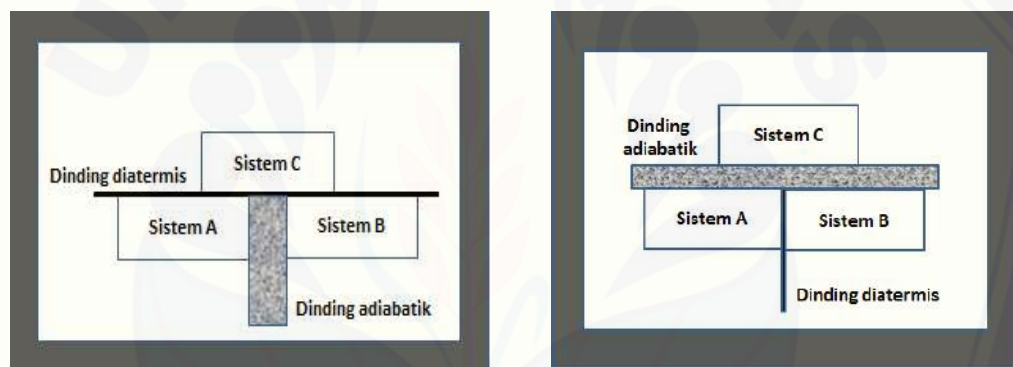 Sistem C
Dinding diatermis
Sistem A
Sistem B
Dinding adiabatik
Dinding
adiabatik
Sistem C
Sistem A
Sistem B
Dinding diatermis